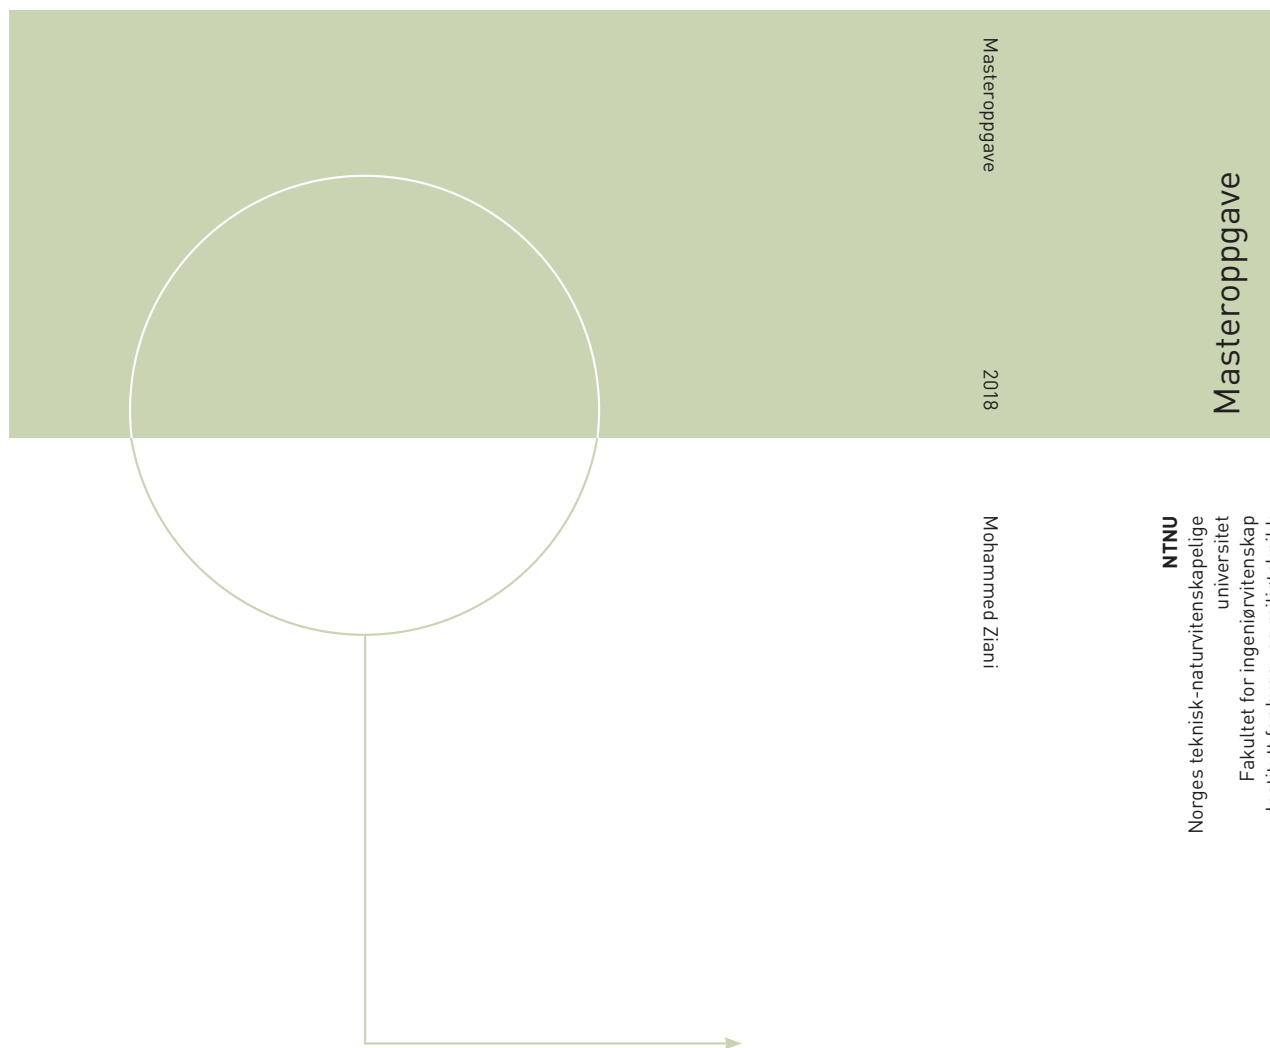 Masteroppgave
2018
Mohammed Ziani
Masteroppgave
NTNU
Norges teknisk-naturvitenskapelige
universitet
Fakultet for ingeniørvitenskap